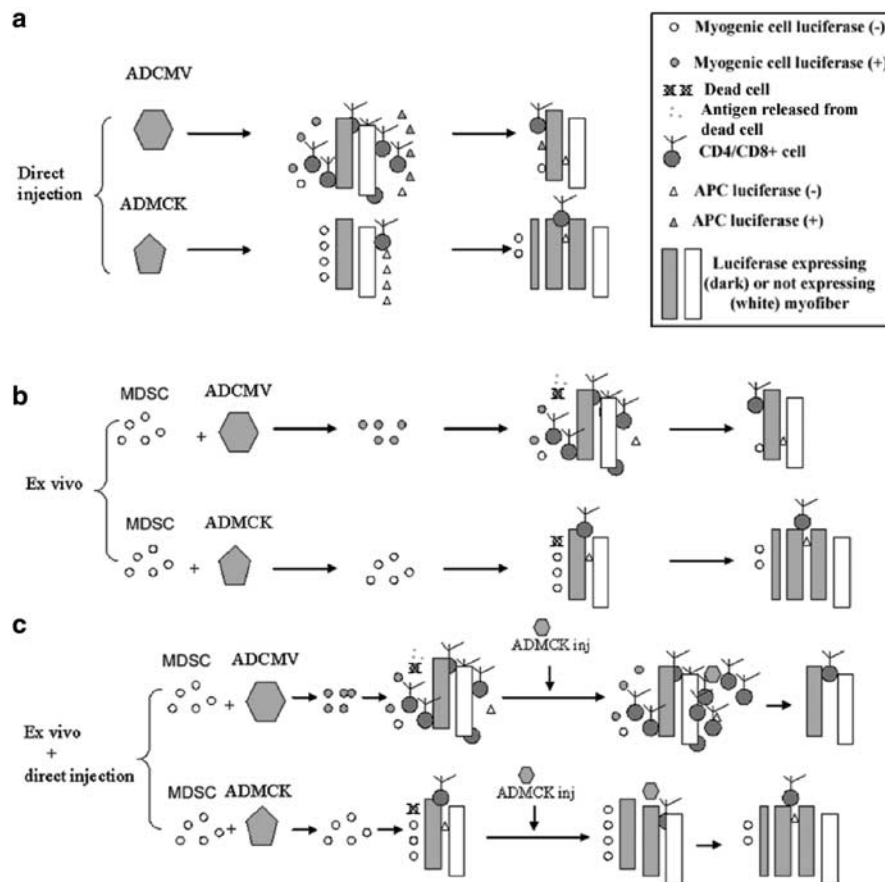 a
ADCMV
Direct
injection
ADMCK
Myogenic cell luciferase (-)
Myogenic cell luciferase (+)
Dead cell
Antigen released from
dead cell
CD4/CD8+ cell
APC luciferase (-)
APC luciferase (+)
Luciferase expressing
(dark) or not expressing
(white) myofiber
b
MDSC
ADCMV
+
Ex vivo
MDSC
ADMCK
+
c
MDSC
ADCMV
+
ADMCK inj
Ex vivo
+
direct injection
MDSC
ADMCK
+
ADMCK inj